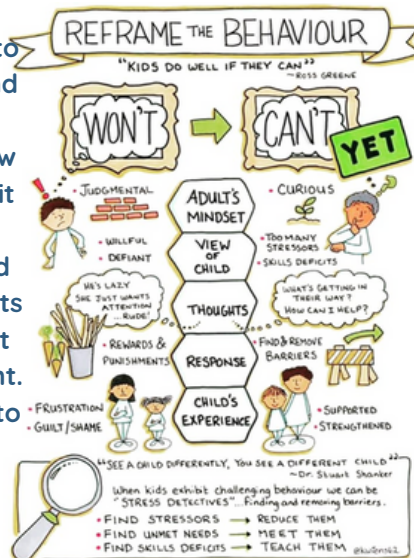 REFRAME THE BEHAVIOUR
"KIDS DO WELL IF THEY CAN"
~ROSS GREENE
WON'T
CAN'T
YET
to
JUDGMENTAL
ADULT'S
MINDSET
CURIOUS
it
WILLFUL
DEFIANT
VIEW
OF
CHILD
TOO MANY
STRESSORS
SKILLS DEFICITS
HE'S LAZY
SHE JUST WANTS
ATTENTION
...RUDE!
THOUGHTS
WHAT'S GETTING IN
THEIR WAY?
HOW CAN I HELP?
REWARDS &
PUNISHMENTS
RESPONSE
FIND & REMOVE
BARRIERS
to
FRUSTRATION
GUILT/SHAME
CHILD'S
EXPERIENCE
SUPPORTED
STRENGTHENED
"SEE A CHILD DIFFERENTLY, YOU SEE A DIFFERENT CHILD"
~Dr. Stuart Shanker
When kids exhibit challenging behaviour we can be
"STRESS DETECTIVES"...finding and removing barriers.
FIND STRESSORS → REDUCE THEM
FIND UNMET NEEDS → MEET THEM
FIND SKILLS DEFICITS → TEACH THEM
@kwiens62